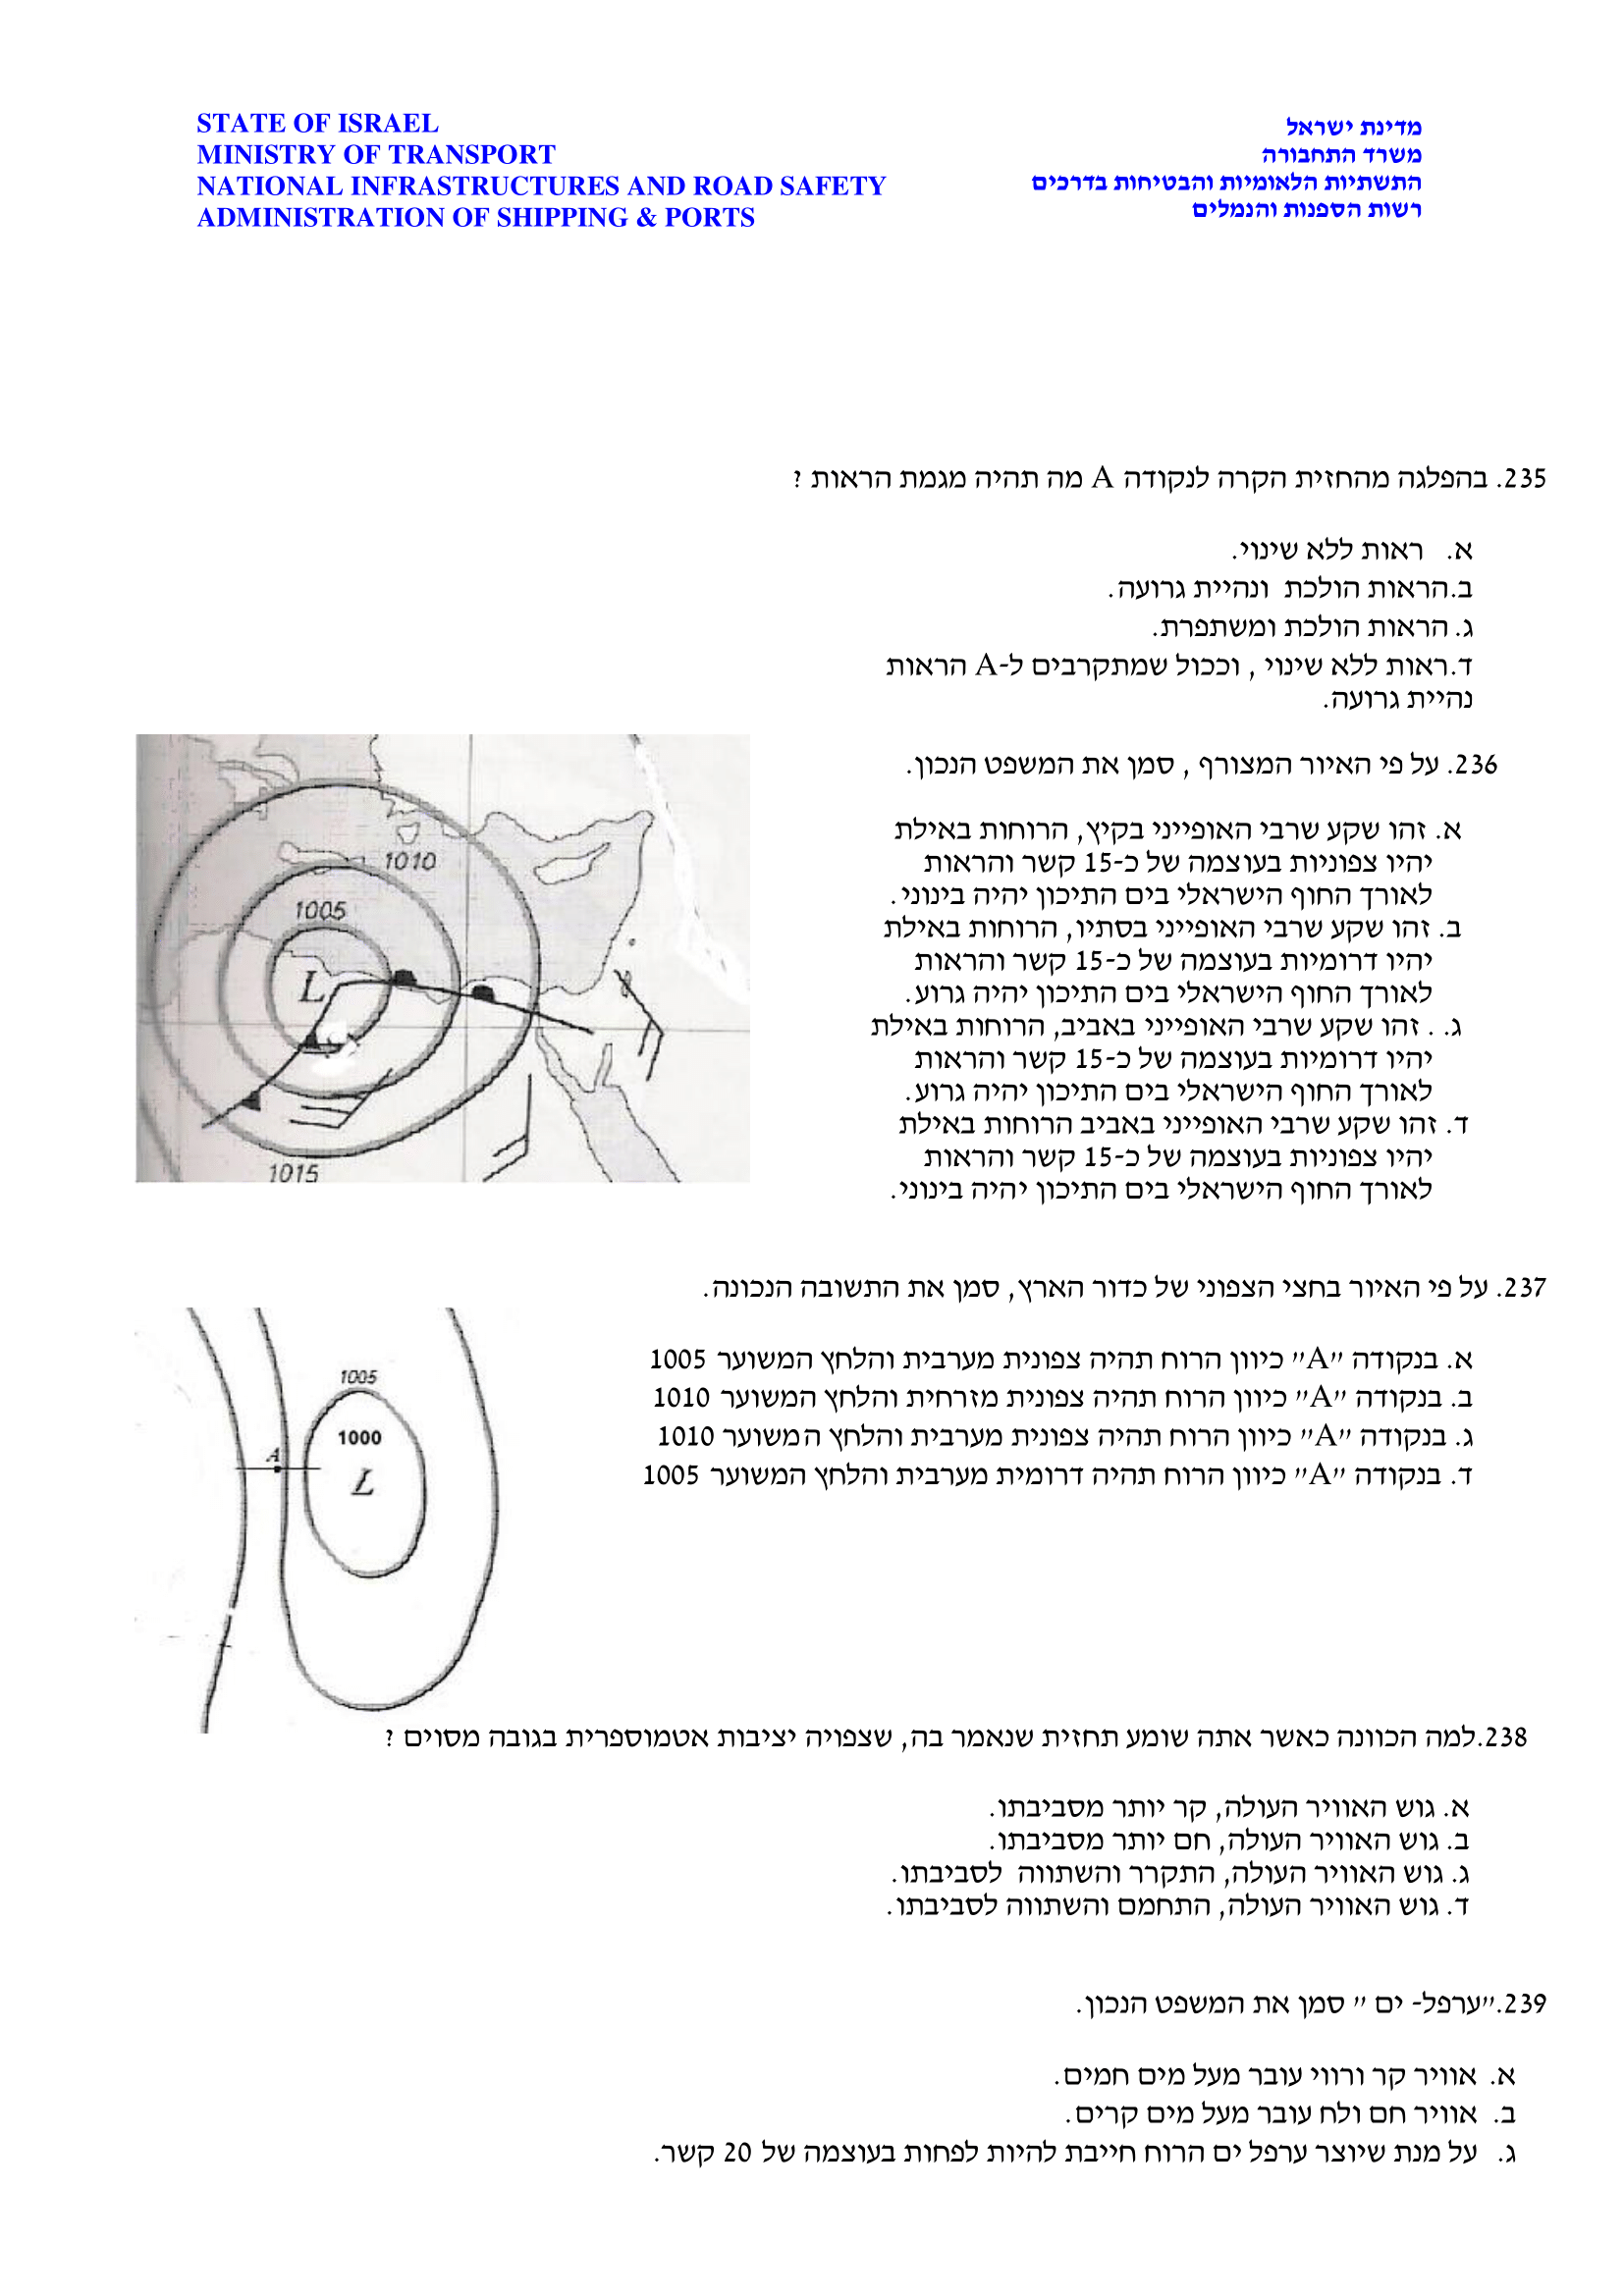 STATE OF ISRAEL
MINISTRY OF TRANSPORT
NATIONAL INFRASTRUCTURES AND ROAD SAFETY
ADMINISTRATION OF SHIPPING & PORTS
מדינת ישראל
משרד התחבורה
התשתיות הלאומיות והבטיחות בדרכים
רשות הספנות והנמלים
235. בהפלגה מהחזית הקרה לנקודה A מה תהיה מגמת הראות ?
א. ראות ללא שינוי.
ב.הראות הולכת ונהיית גרועה.
ג. הראות הולכת ומשתפרת.
ד.ראות ללא שינוי , וככול שמתקרבים ל-A הראות
נהיית גרועה.
236. על פי האיור המצורף , סמן את המשפט הנכון.
א. זהו שקע שרבי האופייני בקיץ, הרוחות באילת
יהיו צפוניות בעוצמה של כ-15 קשר והראות
לאורך החוף הישראלי בים התיכון יהיה בינוני.
ב. זהו שקע שרבי האופייני בסתיו, הרוחות באילת
יהיו דרומיות בעוצמה של כ-15 קשר והראות
לאורך החוף הישראלי בים התיכון יהיה גרוע.
ג. . זהו שקע שרבי האופייני באביב, הרוחות באילת
יהיו דרומיות בעוצמה של כ-15 קשר והראות
לאורך החוף הישראלי בים התיכון יהיה גרוע.
ד. זהו שקע שרבי האופייני באביב הרוחות באילת
יהיו צפוניות בעוצמה של כ-15 קשר והראות
לאורך החוף הישראלי בים התיכון יהיה בינוני.
1010
1005
L
1015
237. על פי האיור בחצי הצפוני של כדור הארץ, סמן את התשובה הנכונה.
א. בנקודה "A" כיוון הרוח תהיה צפונית מערבית והלחץ המשוער 1005
ב. בנקודה "A" כיוון הרוח תהיה צפונית מזרחית והלחץ המשוער 1010
ג. בנקודה "A" כיוון הרוח תהיה צפונית מערבית והלחץ המשוער 1010
ד. בנקודה "A" כיוון הרוח תהיה דרומית מערבית והלחץ המשוער 1005
1005
1000
A
L
238.למה הכוונה כאשר אתה שומע תחזית שנאמר בה, שצפויה יציבות אטמוספרית בגובה מסוים ?
א. גוש האוויר העולה, קר יותר מסביבתו.
ב. גוש האוויר העולה, חם יותר מסביבתו.
ג. גוש האוויר העולה, התקרר והשתווה לסביבתו.
ד. גוש האוויר העולה, התחמם והשתווה לסביבתו.
239."ערפל- ים " סמן את המשפט הנכון.
א. אוויר קר ורווי עובר מעל מים חמים.
ב. אוויר חם ולח עובר מעל מים קרים.
ג. על מנת שיוצר ערפל ים הרוח חייבת להיות לפחות בעוצמה של 20 קשר.